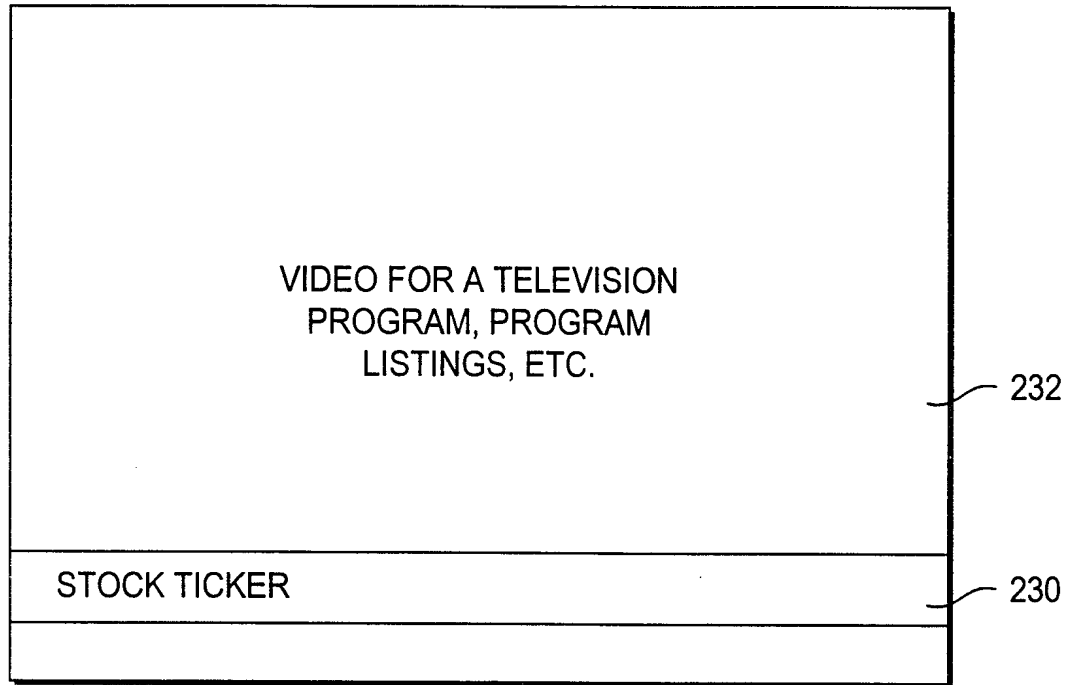 VIDEO FOR A TELEVISION
PROGRAM, PROGRAM
LISTINGS, ETC.
232
STOCK TICKER
230